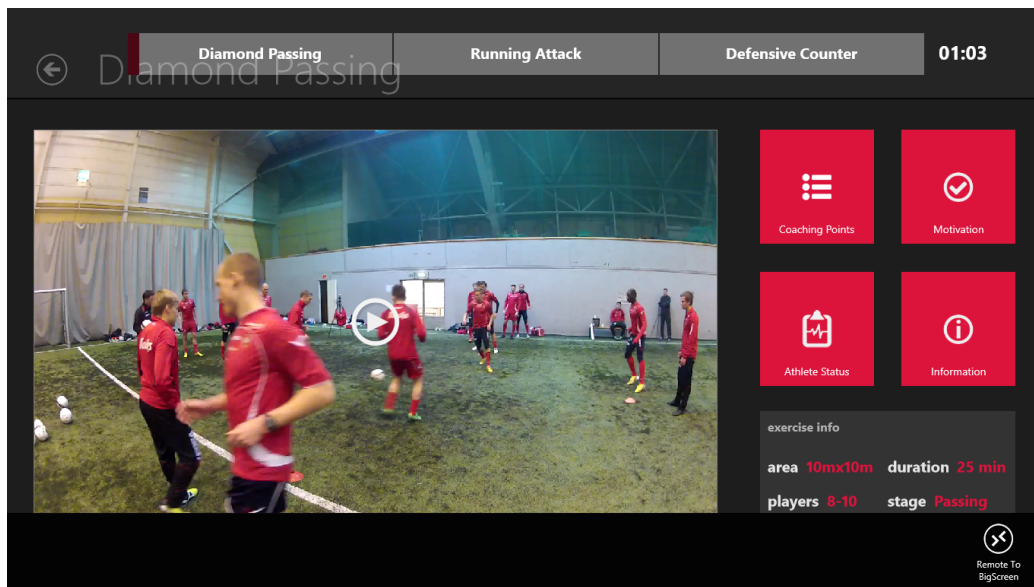 Diamond Passing
Running Attack
Defensive Counter
01:03
Diamond Passing
Coaching Points
Motivation
Athlete Status
Information
exercise info
area 10mx10m duration 25 min
players 8-10 stage Passing
Remote To
BigScreen